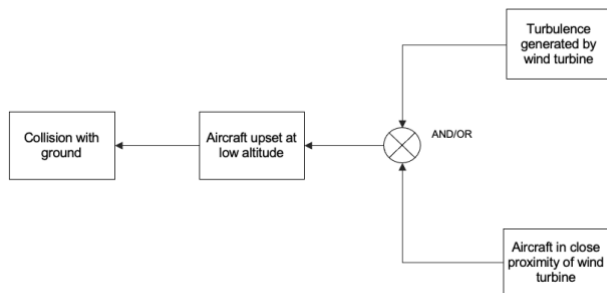 Turbulence
generated by
wind turbine
Collision with
ground
Aircraft upset at
low altitude
AND/OR
Aircraft in close
proximity of wind
turbine